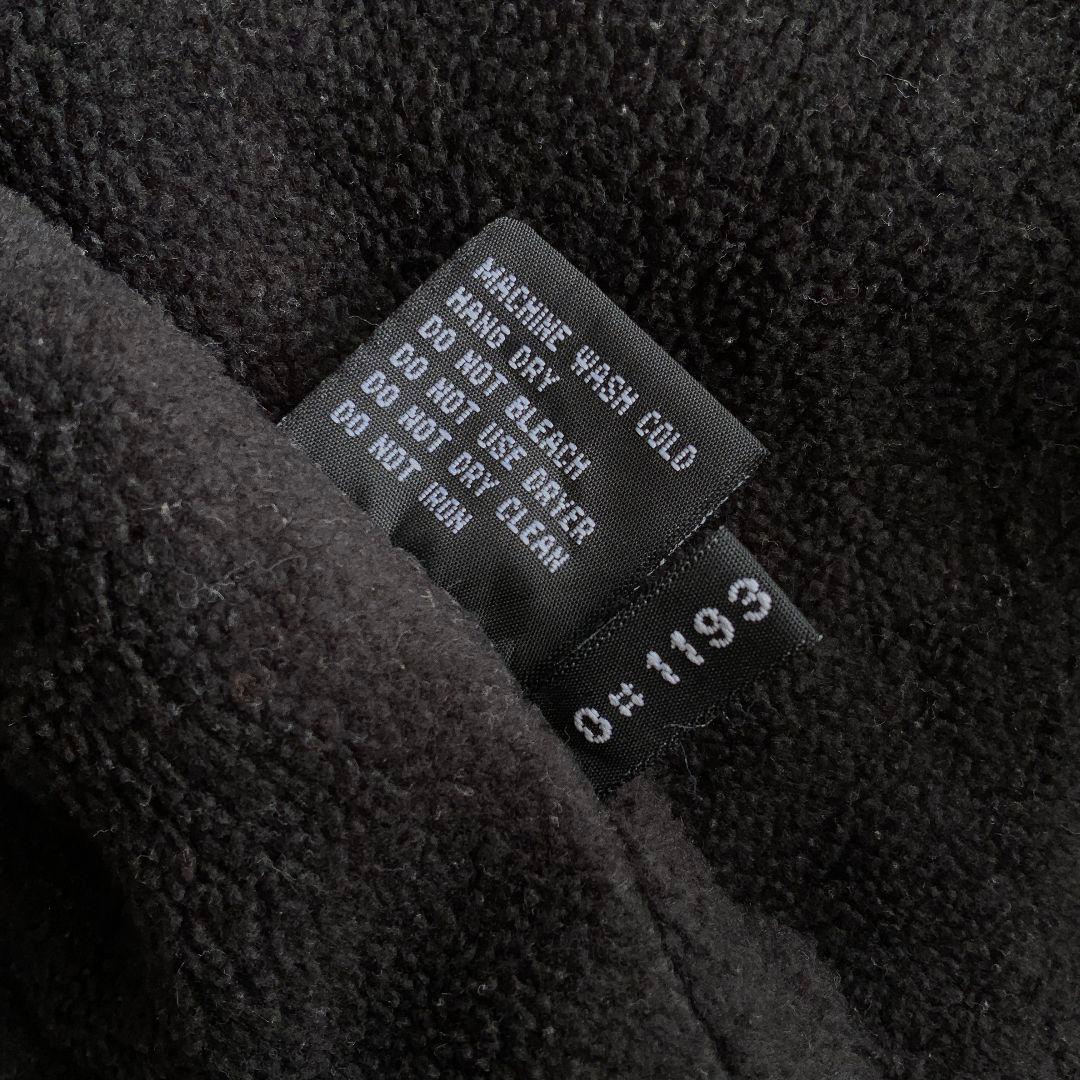 MACHINE WASH COLD
HANG DRY
DO NOT BLEACH
DO NOT USE DRYER
DO NOT DRY CLEAN
DO NOT IRON
0#1193